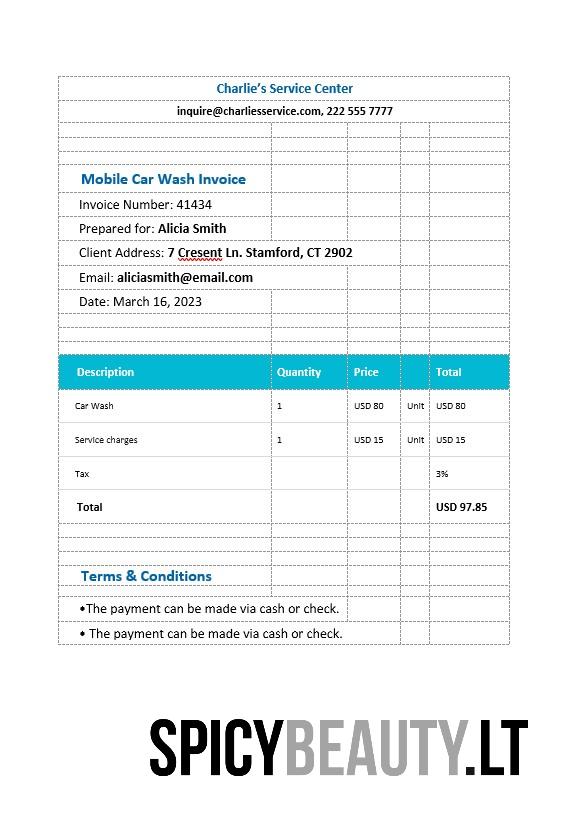 Charlie's Service Center
inquire@charliesservice.com, 222 555 7777
Mobile Car Wash Invoice
Invoice Number: 41434
Prepared for: Alicia Smith
Client Address: 7 Cresent Ln. Stamford, CT 2902
Email: aliciasmith@email.com
Date: March 16, 2023
Description Quantity Price Total
Car Wash 1 USD 80 Unit USD 80
Service charges 1 USD 15 Unit USD 15
Tax 3%
Total USD 97.85
Terms & Conditions
•The payment can be made via cash or check.
• The payment can be made via cash or check.
SPICYBEAUTY.LT